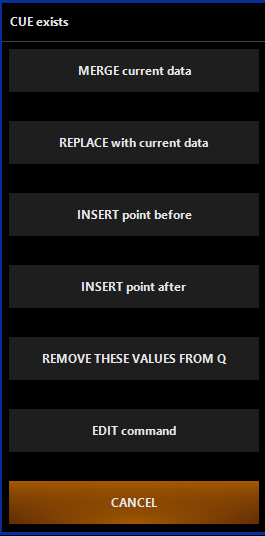 CUE exists
MERGE current data
REPLACE with current data
INSERT point before
INSERT point after
REMOVE THESE VALUES FROM Q
EDIT command
CANCEL